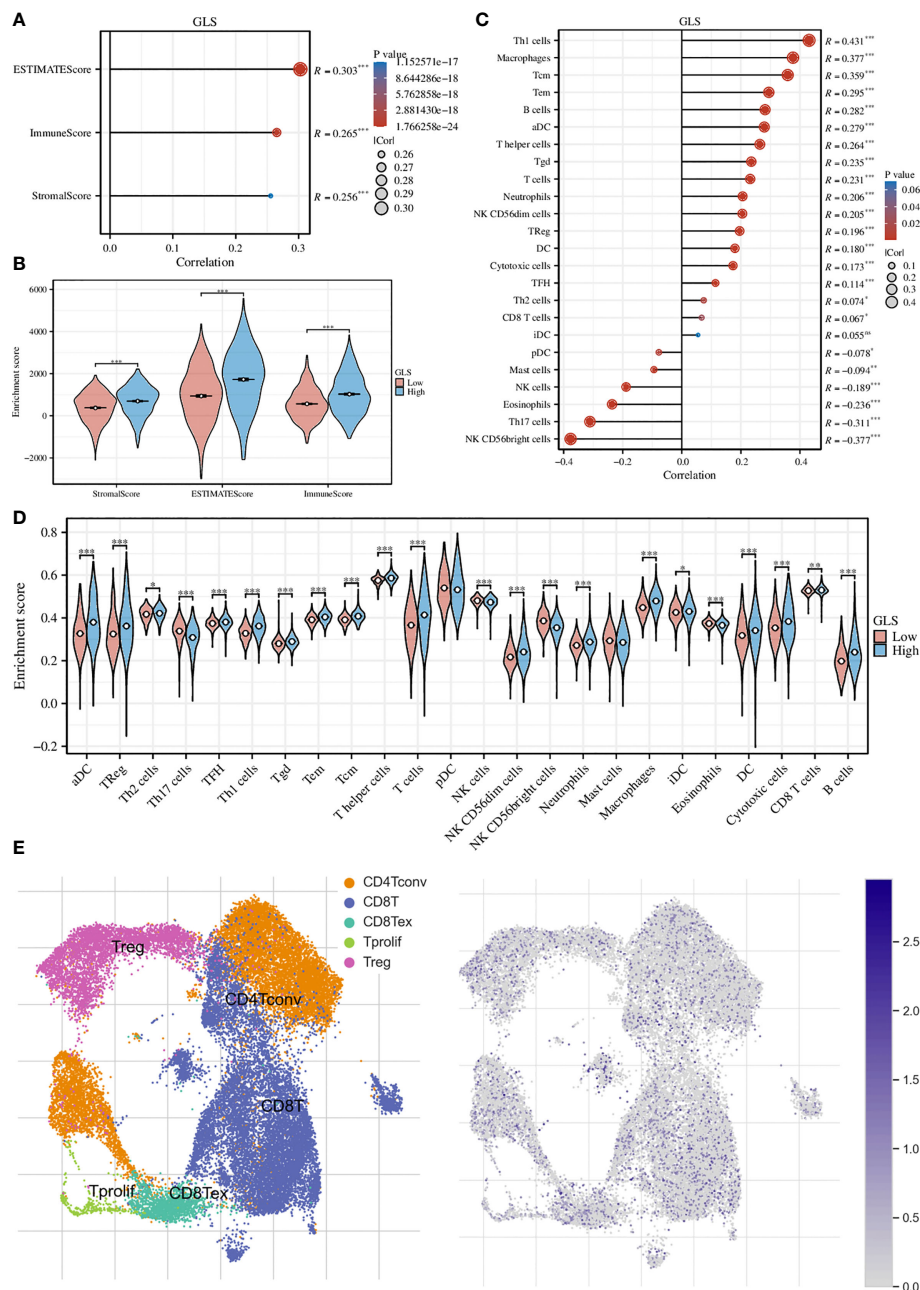 A
GLS
ESTIMATEScore
ImmuneScore
StromalScore
R = 0.303***
R = 0.265***
R = 0.256***
0.0 0.1 0.2 0.3
Correlation
P value
1.152571e-17
8.644286e-18
5.762858e-18
2.881430e-18
1.766258e-24
|Cor|
0.26
0.27
0.28
0.29
0.30
B
Enrichment score
6000
4000
2000
0
-2000
*** *** ***
StromalScore ESTIMATEScore ImmuneScore
GLS
Low
High
C
GLS
Th1 cells R = 0.431***
Macrophages R = 0.377***
Tcm R = 0.359***
Tem R = 0.295***
B cells R = 0.282***
aDC R = 0.279***
T helper cells R = 0.264***
Tgd R = 0.235***
T cells R = 0.231***
Neutrophils R = 0.206***
NK CD56dim cells R = 0.205***
TReg R = 0.196***
DC R = 0.180***
Cytotoxic cells R = 0.173***
TFH R = 0.114***
Th2 cells R = 0.074*
CD8 T cells R = 0.067*
iDC R = 0.055ns
pDC R = −0.078*
Mast cells R = −0.094**
NK cells R = −0.189***
Eosinophils R = −0.236***
Th17 cells R = −0.311***
NK CD56bright cells R = −0.377***
−0.4 −0.2 0.0 0.2 0.4
Correlation
P value
0.06
0.04
0.02
|Cor|
0.1
0.2
0.3
0.4
D
Enrichment score
0.8
0.6
0.4
0.2
0.0
−0.2
*** *** * *** *** *** *** *** *** *** *** *** *** *** *** *** * *** *** *** ** ***
aDC
TReg
Th2 cells
Th17 cells
TFH
Th1 cells
Tgd
Tem
Tcm
T helper cells
T cells
pDC
NK cells
NK CD56dim cells
NK CD56bright cells
Neutrophils
Mast cells
Macrophages
iDC
Eosinophils
DC
Cytotoxic cells
CD8 T cells
B cells
GLS
Low
High
E
CD4Tconv
CD8T
CD8Tex
Tprolif
Treg
Treg
CD4Tconv
CD8T
Tprolif
CD8Tex
2.5
2.0
1.5
1.0
0.5
0.0